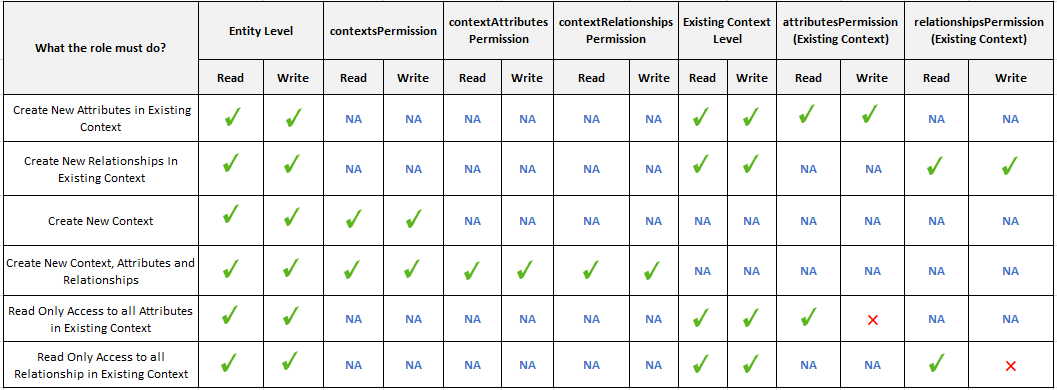 What the role must do?
Entity Level
contextsPermission
contextAttributes
Permission
contextRelationships
Permission
Existing Context
Level
attributesPermission
(Existing Context)
relationshipsPermission
(Existing Context)
Read Write Read Write Read Write Read Write Read Write Read Write Read Write
Create New Attributes in Existing
Context
NA NA NA NA NA NA NA NA
Create New Relationships In
Existing Context
NA NA NA NA NA NA NA NA
Create New Context
NA NA NA NA NA NA NA NA NA NA
Create New Context, Attributes and
Relationships
NA NA NA NA NA NA
Read Only Access to all Attributes
in Existing Context
NA NA NA NA NA NA NA NA
Read Only Access to all
Relationship in Existing Context
NA NA NA NA NA NA NA NA